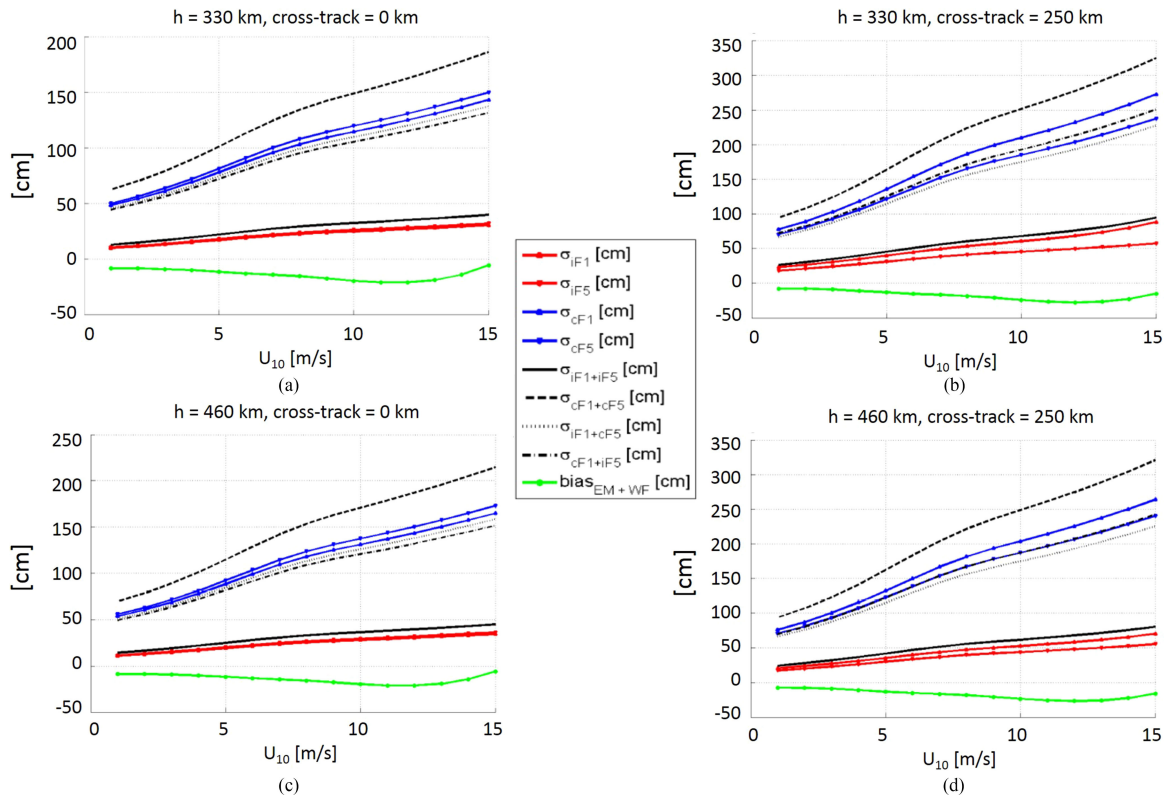 h = 330 km, cross-track = 0 km
200
150
100
50
0
-50
[cm]
0
5
10
15
U10 [m/s]
(a)
h = 330 km, cross-track = 250 km
350
300
250
200
150
100
50
0
-50
[cm]
0
5
10
15
U10 [m/s]
(b)
σiF1 [cm]
σiF5 [cm]
σcF1 [cm]
σcF5 [cm]
σiF1+iF5 [cm]
σcF1+cF5 [cm]
σiF1+cF5 [cm]
σcF1+iF5 [cm]
biasEM + WF [cm]
h = 460 km, cross-track = 0 km
250
200
150
100
50
0
-50
[cm]
0
5
10
15
U10 [m/s]
(c)
h = 460 km, cross-track = 250 km
350
300
250
200
150
100
50
0
-50
[cm]
0
5
10
15
U10 [m/s]
(d)